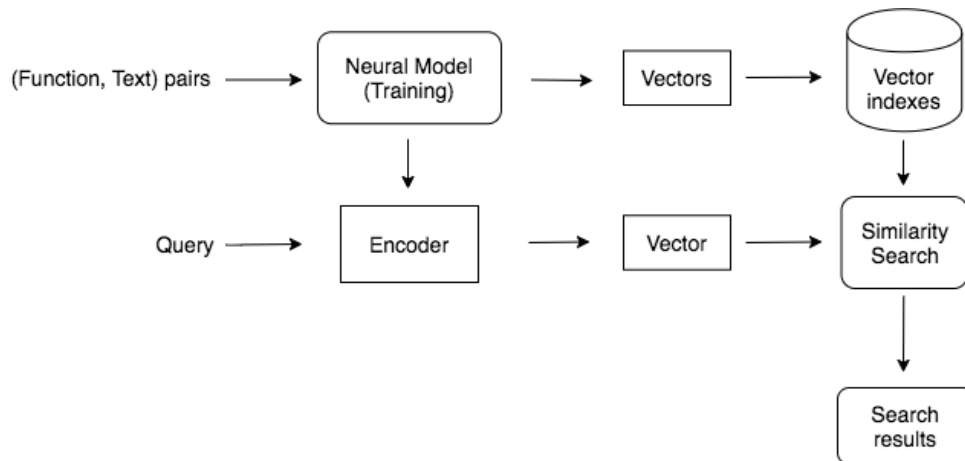 (Function, Text) pairs
Neural Model
(Training)
Vectors
Vector
indexes
Query
Encoder
Vector
Similarity
Search
Search
results